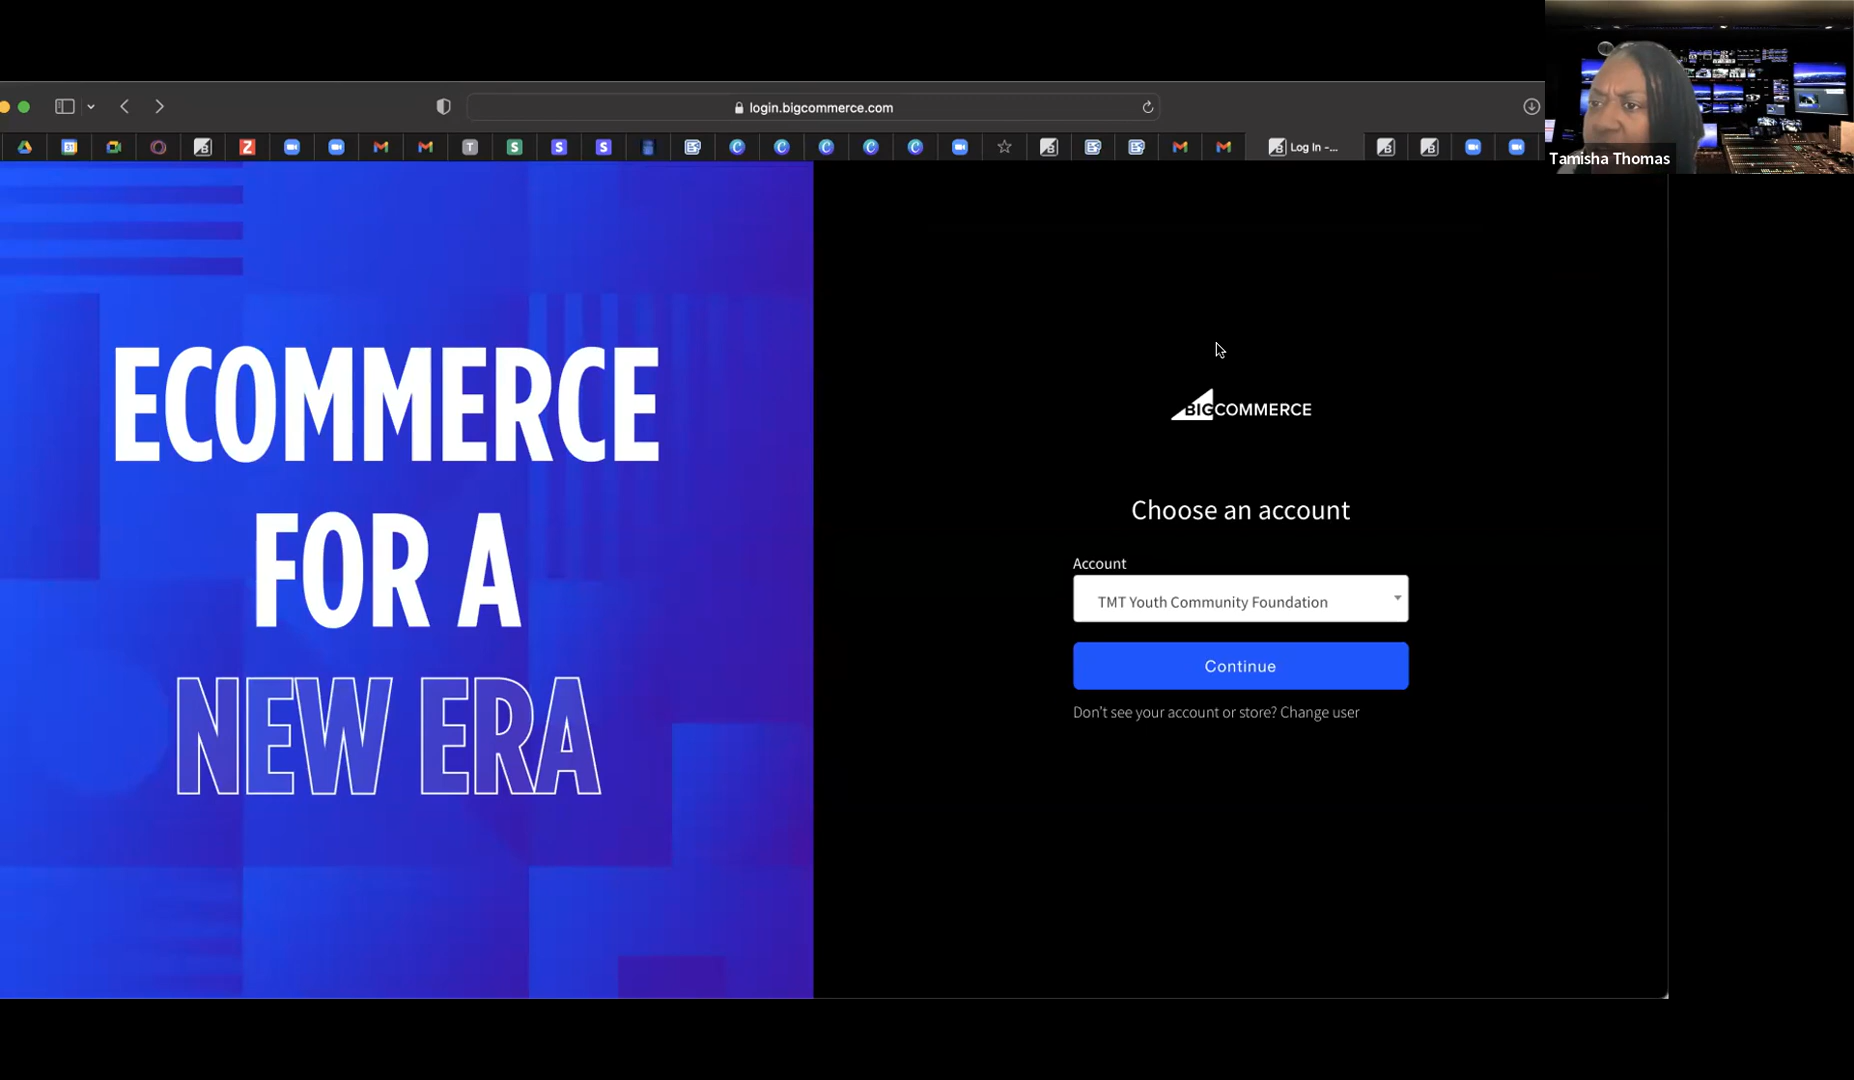 login.bigcommerce.com
Log In -...
Tamisha Thomas
ECOMMERCE
FOR A
NEW ERA
BIGCOMMERCE
Choose an account
Account
TMT Youth Community Foundation
Continue
Don't see your account or store? Change user